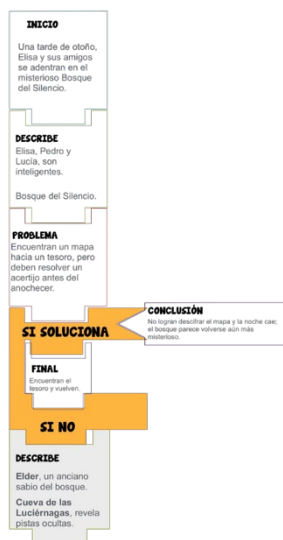 INICIO
Una tarde de otoño,
Elisa y sus amigos
se adentran en el
misterioso Bosque
del Silencio.
DESCRIBE
Elisa, Pedro y
Lucía, son
inteligentes.
Bosque del Silencio.
PROBLEMA
Encuentran un mapa
hacia un tesoro, pero
deben resolver un
acertijo antes del
anochecer.
SI SOLUCIONA
CONCLUSIÓN
No logran descifrar el mapa y la noche cae;
el bosque parece volverse aún más
misterioso.
FINAL
Encuentran el
tesoro y vuelven.
SI NO
DESCRIBE
Elder, un anciano
sabio del bosque.
Cueva de las
Luciérnagas, revela
pistas ocultas.